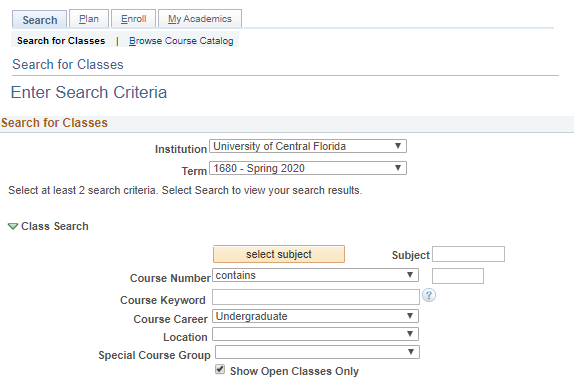 Search Plan Enroll My Academics
Search for Classes | Browse Course Catalog
Search for Classes
Enter Search Criteria
Search for Classes
Institution University of Central Florida
Term 1680 - Spring 2020
Select at least 2 search criteria. Select Search to view your search results.
Class Search
select subject Subject
Course Number contains
Course Keyword ?
Course Career Undergraduate
Location
Special Course Group
Show Open Classes Only